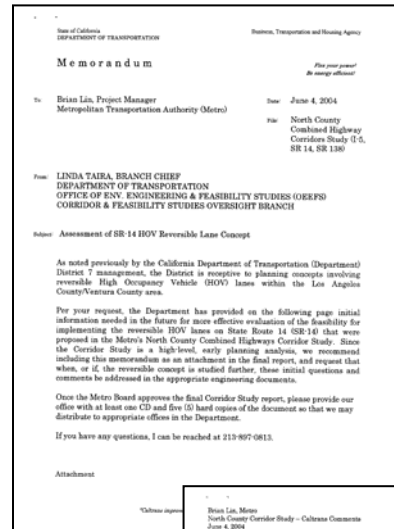 State of California
Business, Transportation and Housing Agency
DEPARTMENT OF TRANSPORTATION
Memorandum
Flex your power!
Be energy efficient!
To: Brian Lin, Project Manager
Metropolitan Transportation Authority (Metro)
Date: June 4, 2004
File: North County
Combined Highway
Corridors Study (I-5,
SR 14, SR 138)
From: LINDA TAIRA, BRANCH CHIEF
DEPARTMENT OF TRANSPORTATION
OFFICE OF ENV. ENGINEERING & FEASIBILITY STUDIES (OEEFS)
CORRIDOR & FEASIBILITY STUDIES OVERSIGHT BRANCH
Subject: Assessment of SR-14 HOV Reversible Lane Concept
As noted previously by the California Department of Transportation (Department)
District 7 management, the District is receptive to planning concepts involving
reversible High Occupancy Vehicle (HOV) lanes within the Los Angeles
County/Ventura County area.
Per your request, the Department has provided on the following page initial
information needed in the future for more effective evaluation of the feasibility for
implementing the reversible HOV lanes on State Route 14 (SR-14) that were
proposed in the Metro's North County Combined Highways Corridor Study. Since
the Corridor Study is a high-level, early planning analysis, we recommend
including this memorandum as an attachment in the final report, and request that
when, or if, the reversible concept is studied further, these initial questions and
comments be addressed in the appropriate engineering documents.
Once the Metro Board approves the final Corridor Study report, please provide our
office with at least one CD and five (5) hard copies of the document so that we may
distribute to appropriate offices in the Department.
If you have any questions, I can be reached at 213-897-0813.
Attachment
"Caltrans improve
Brian Lin, Metro
North County Corridor Study – Caltrans Comments
June 4, 2004